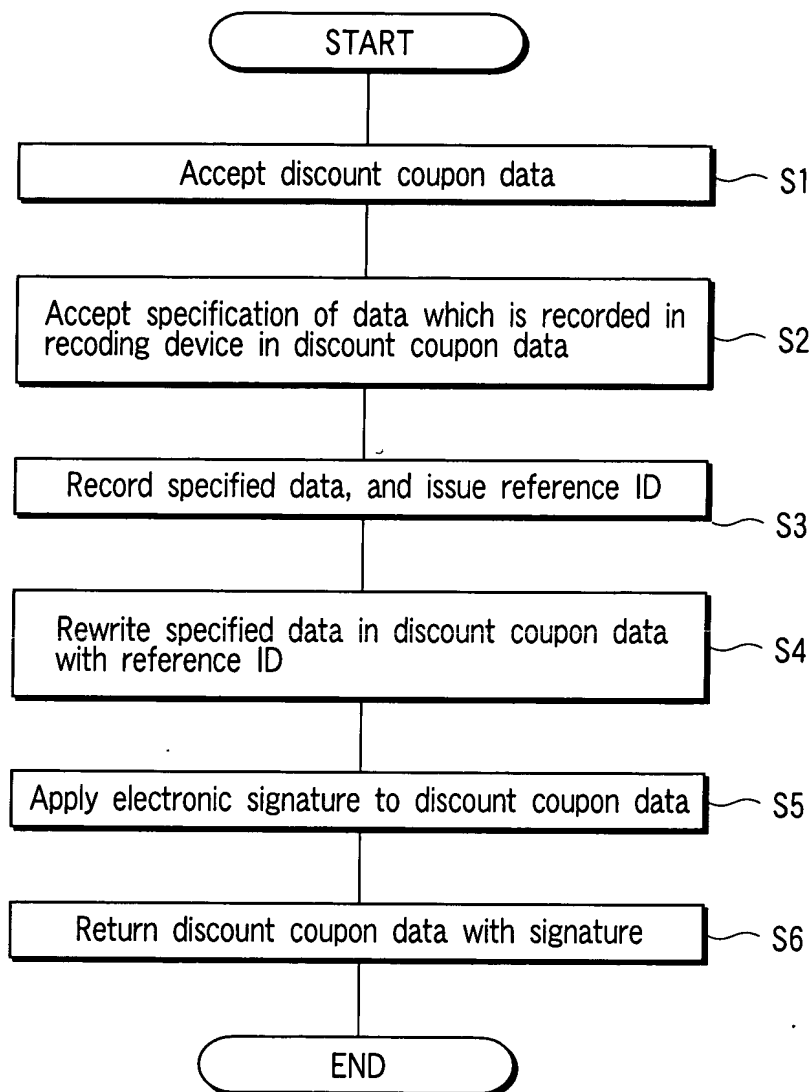 START
Accept discount coupon data
S1
Accept specification of data which is recorded in
recoding device in discount coupon data
S2
Record specified data, and issue reference ID
S3
Rewrite specified data in discount coupon data
with reference ID
S4
Apply electronic signature to discount coupon data
S5
Return discount coupon data with signature
S6
END